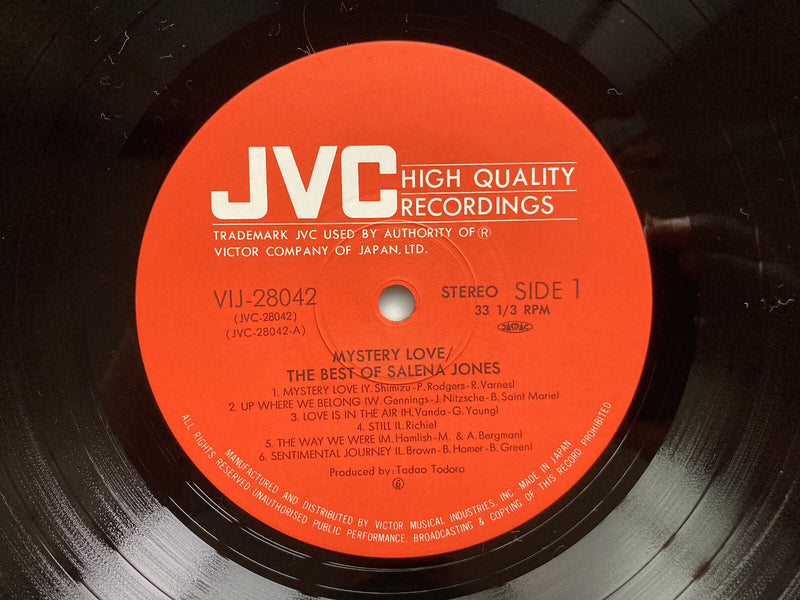 JVC HIGH QUALITY
RECORDINGS
TRADEMARK JVC USED BY AUTHORITY OF ®
VICTOR COMPANY OF JAPAN, LTD.
VIJ-28042
(JVC-28042)
(JVC-28042-A)
STEREO SIDE 1
33 1/3 RPM
JASRAC
MYSTERY LOVE/
THE BEST OF SALENA JONES
1. MYSTERY LOVE (Y. Shimizu-P. Rodgers-R. Varnes)
2. UP WHERE WE BELONG (W. Gennings-J. Nitzsche-B. Saint Marie)
3. LOVE IS IN THE AIR (H. Vanda-G. Young)
4. STILL (L. Richie)
5. THE WAY WE WERE (M. Hamlish-M. & A. Bergman)
6. SENTIMENTAL JOURNEY (L. Brown-B. Homer-B. Green)
Produced by: Tadao Todoro
6
MANUFACTURED AND DISTRIBUTED BY VICTOR MUSICAL INDUSTRIES, INC. MADE IN JAPAN
ALL RIGHTS RESERVED UNAUTHORISED PUBLIC PERFORMANCE, BROADCASTING & COPYING OF THIS RECORD PROHIBITED